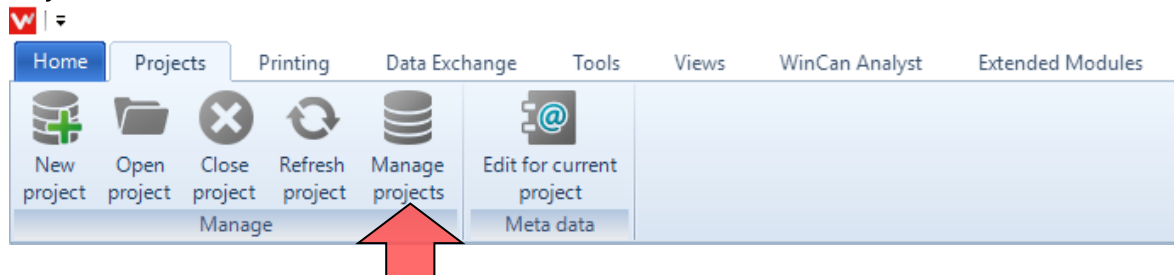 Home Projects Printing Data Exchange Tools Views WinCan Analyst Extended Modules
New project Open project Close project Refresh project Manage projects Edit for current project
Manage Meta data